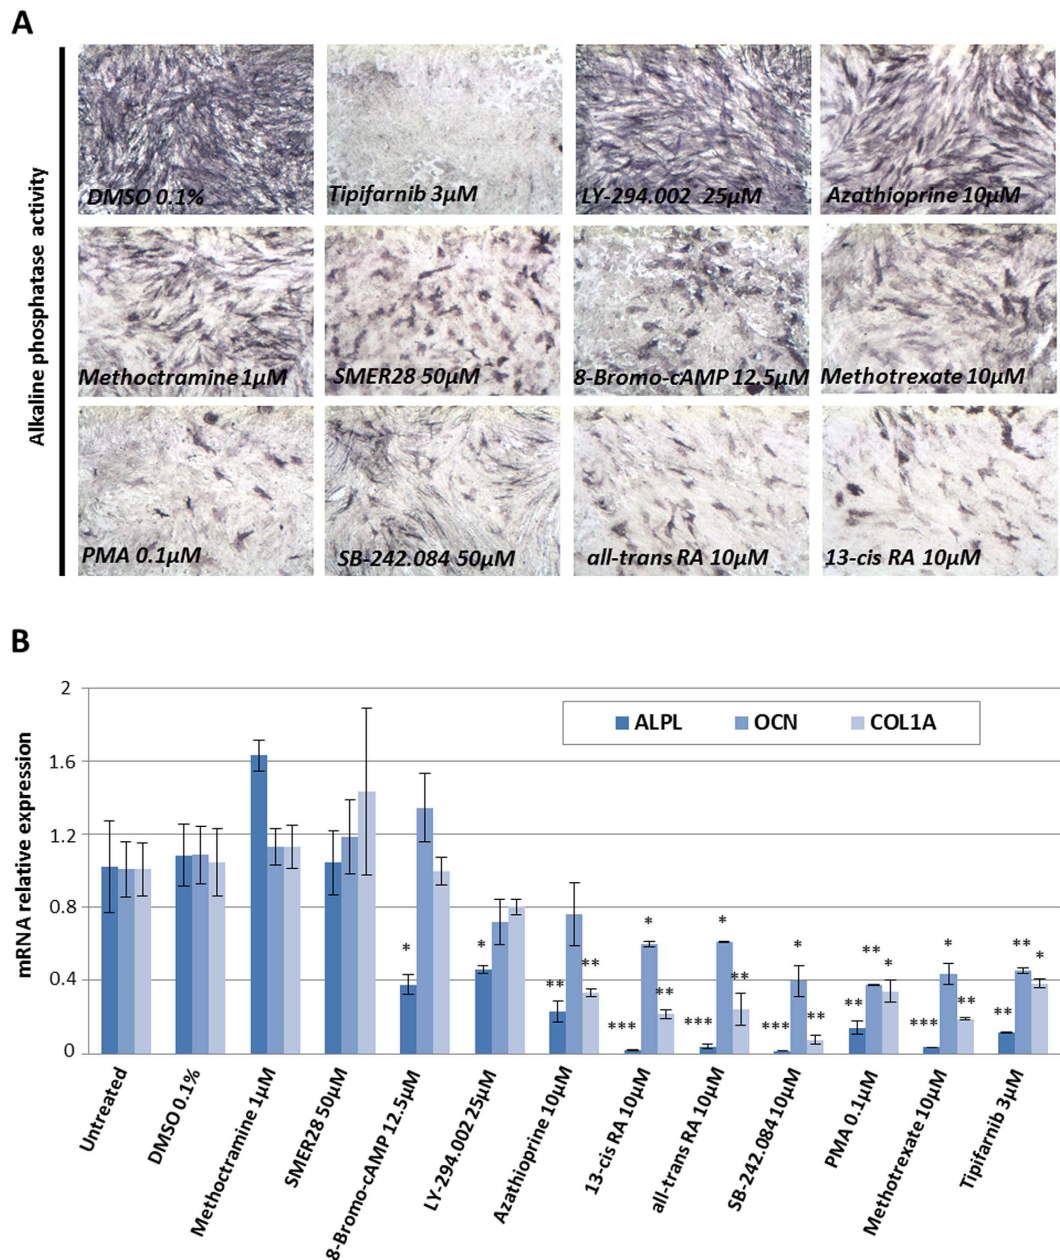 A
Alkaline phosphatase activity
DMSO 0.1%
Tipifarnib 3µM
LY-294.002 25µM
Azathioprine 10µM
Methoctramine 1µM
SMER28 50µM
8-Bromo-cAMP 12.5µM
Methotrexate 10µM
PMA 0.1µM
SB-242.084 50µM
all-trans RA 10µM
13-cis RA 10µM
B
mRNA relative expression
2
1.6
1.2
0.8
0.4
0
ALPL OCN COL1A
*
*
**
**
***
*
**
***
*
**
***
*
**
**
**
*
***
*
**
**
**
*
Untreated
DMSO 0.1%
Methoctramine 1µM
SMER28 50µM
8-Bromo-cAMP 12.5µM
LY-294.002 25µM
Azathioprine 10µM
13-cis RA 10µM
all-trans RA 10µM
SB-242.084 10µM
PMA 0.1µM
Methotrexate 10µM
Tipifarnib 3µM